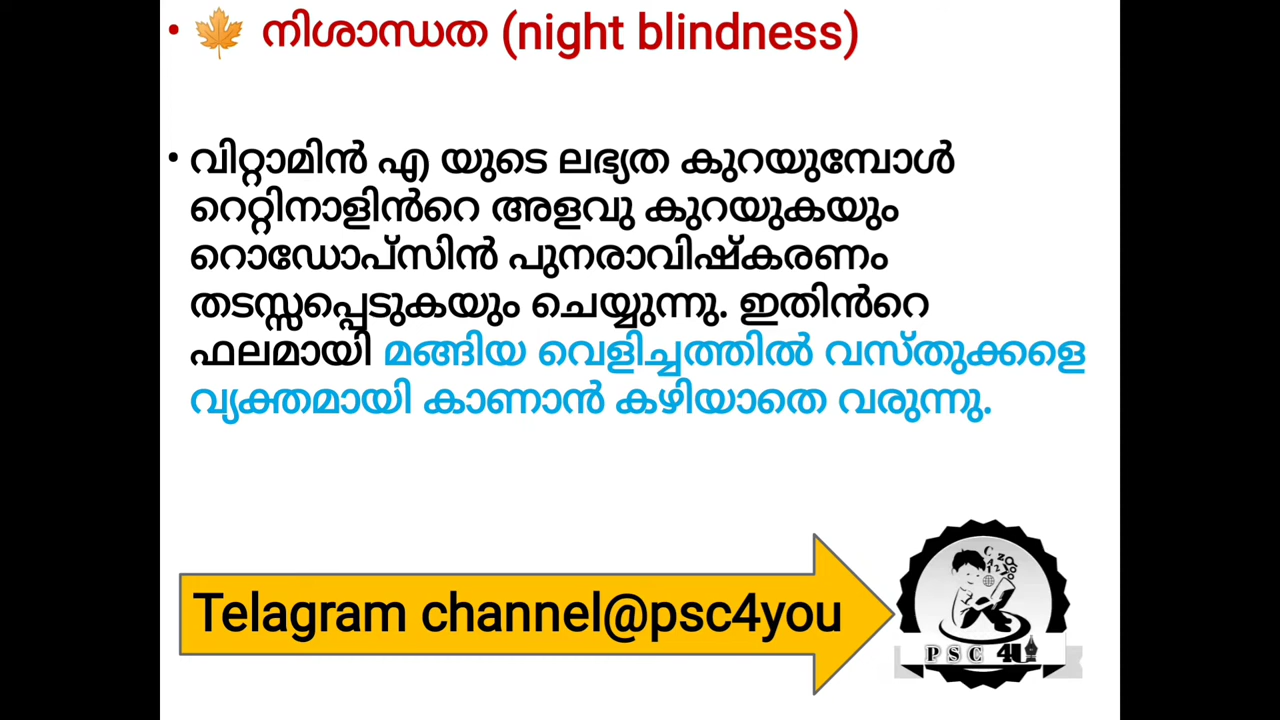 • 🍁 നിശാന്ധത (night blindness)
• വിറ്റാമിൻ എ യുടെ ലഭ്യത കുറയുമ്പോൾ
റെറ്റിനാളിൻറെ അളവു കുറയുകയും
റൊഡോപ്സിൻ പുനരാവിഷ്കരണം
തടസ്സപ്പെടുകയും ചെയ്യുന്നു. ഇതിൻറെ
ഫലമായി മങ്ങിയ വെളിച്ചത്തിൽ വസ്തുക്കളെ
വ്യക്തമായി കാണാൻ കഴിയാതെ വരുന്നു.
Telagram channel@psc4you
PSC 4U